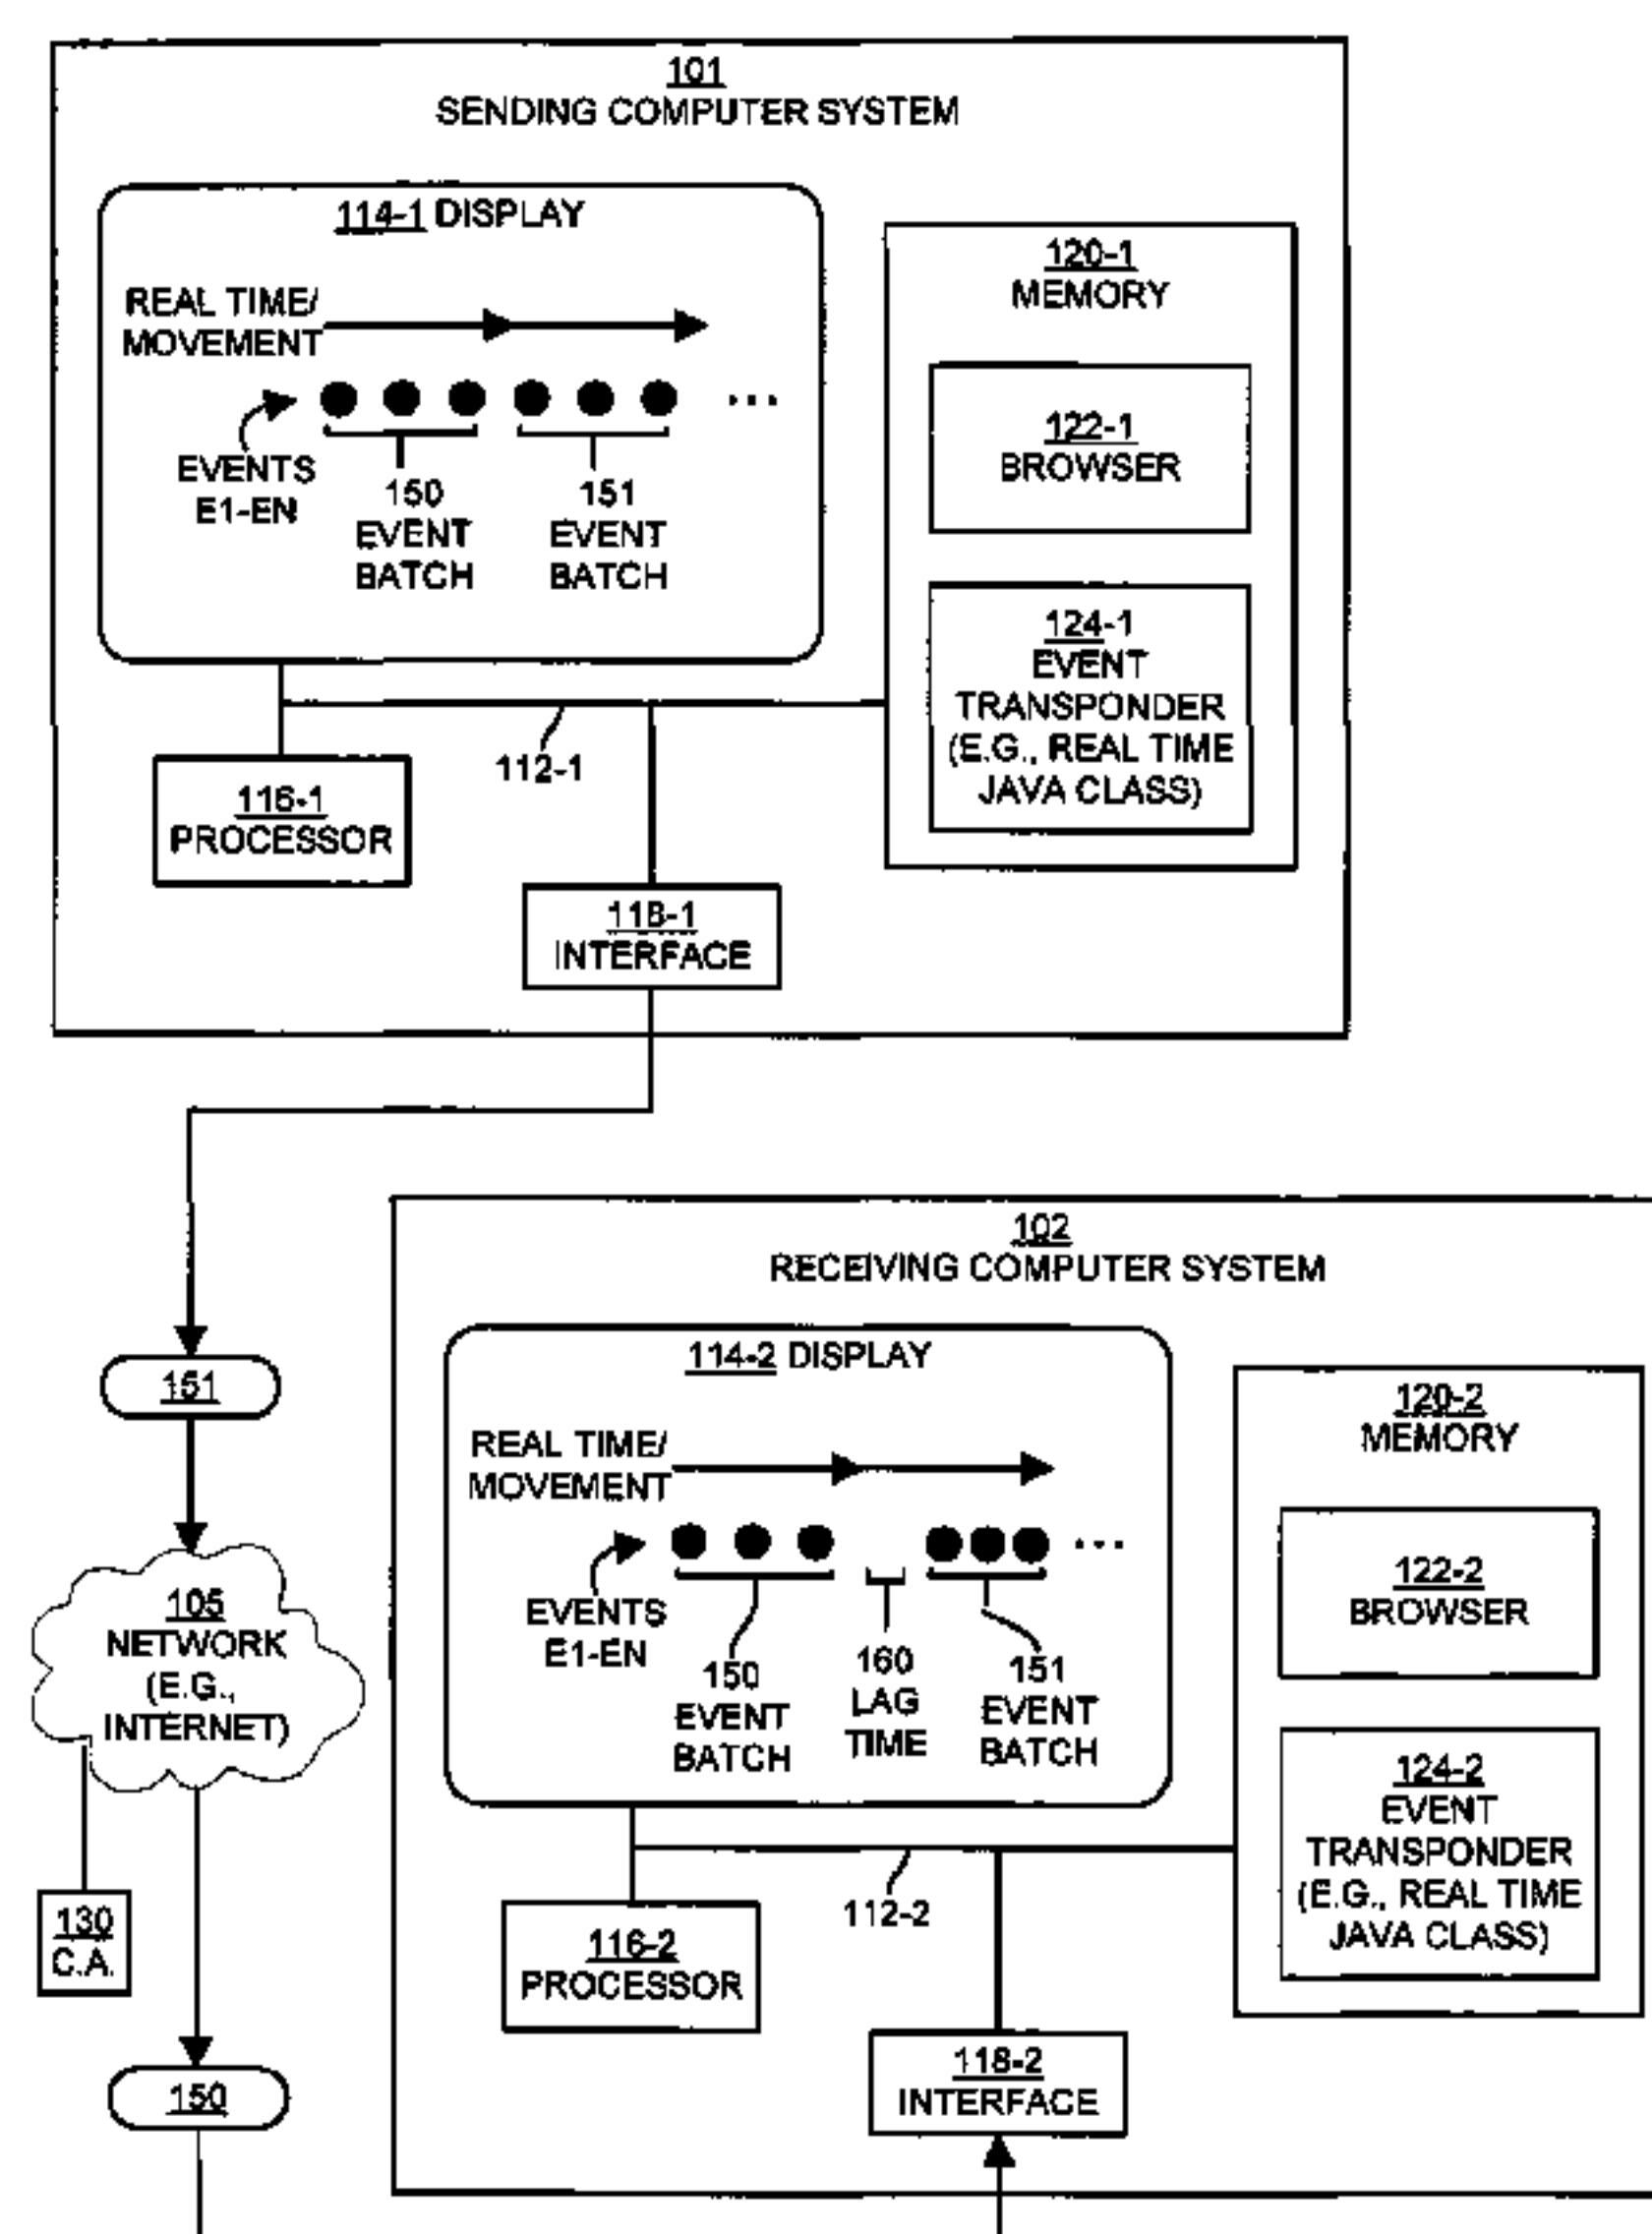 101
SENDING COMPUTER SYSTEM
114-1 DISPLAY
REAL TIME/
MOVEMENT
...
EVENTS
E1-EN
150
EVENT
BATCH
151
EVENT
BATCH
120-1
MEMORY
122-1
BROWSER
124-1
EVENT
TRANSPONDER
(E.G., REAL TIME
JAVA CLASS)
112-1
116-1
PROCESSOR
118-1
INTERFACE
151
105
NETWORK
(E.G.,
INTERNET)
130
C.A.
150
102
RECEIVING COMPUTER SYSTEM
114-2 DISPLAY
REAL TIME/
MOVEMENT
...
EVENTS
E1-EN
150
EVENT
BATCH
160
LAG
TIME
151
EVENT
BATCH
120-2
MEMORY
122-2
BROWSER
124-2
EVENT
TRANSPONDER
(E.G., REAL TIME
JAVA CLASS)
112-2
116-2
PROCESSOR
118-2
INTERFACE